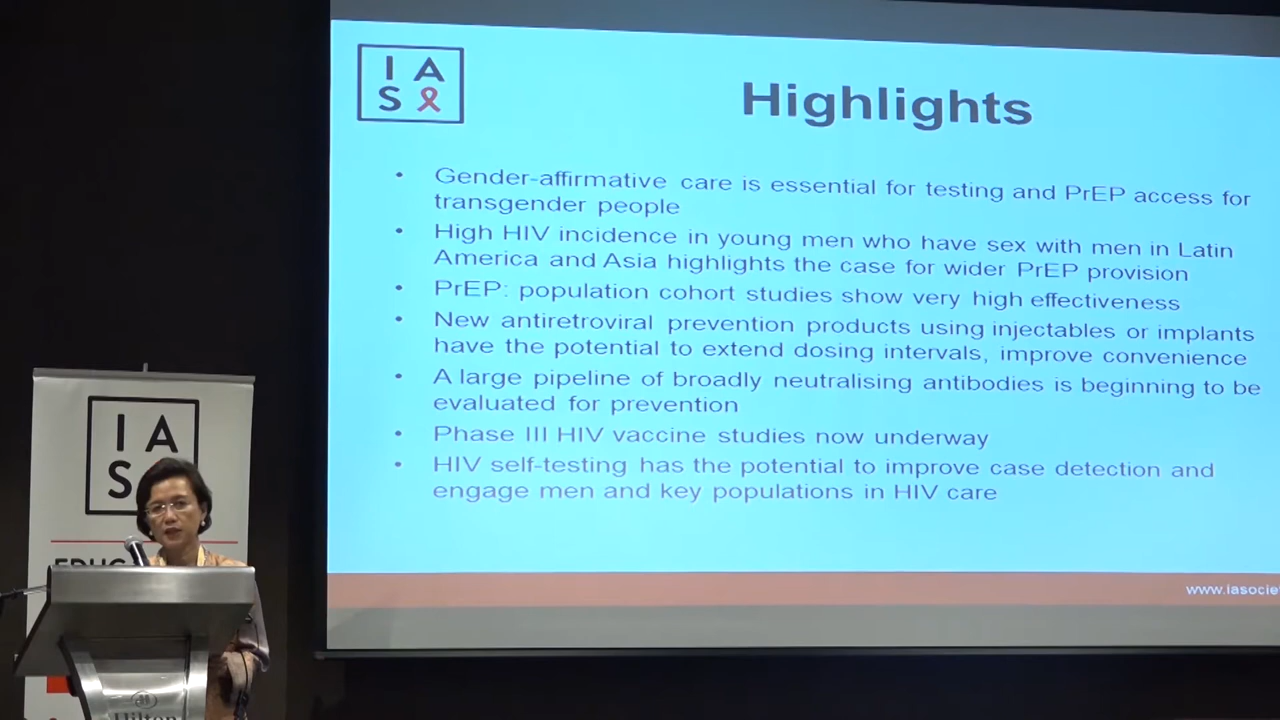 I A
S
Highlights
• Gender-affirmative care is essential for testing and PrEP access for
transgender people
• High HIV incidence in young men who have sex with men in Latin
America and Asia highlights the case for wider PrEP provision
• PrEP: population cohort studies show very high effectiveness
• New antiretroviral prevention products using injectables or implants
have the potential to extend dosing intervals, improve convenience
• A large pipeline of broadly neutralising antibodies is beginning to be
evaluated for prevention
• Phase III HIV vaccine studies now underway
• HIV self-testing has the potential to improve case detection and
engage men and key populations in HIV care
www.iasocie
I A
S
EDUC
Hilton